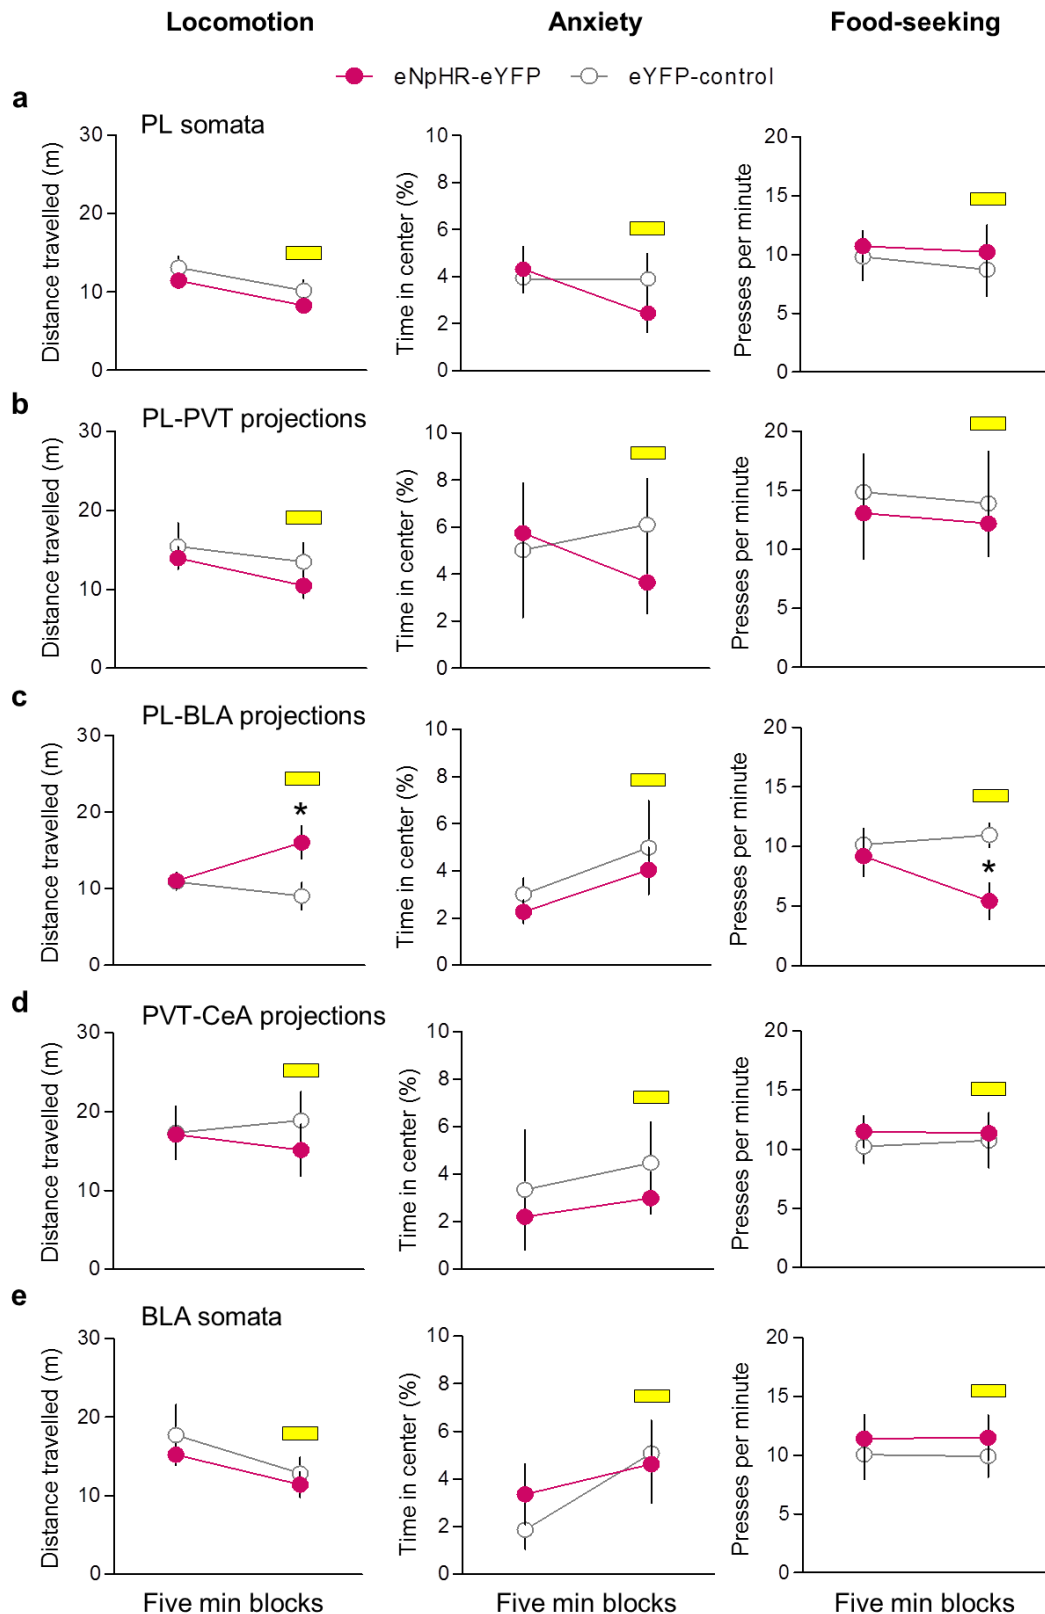 Locomotion Anxiety Food-seeking
eNpHR-eYFP eYFP-control
a
PL somata
Distance travelled (m)
30
20
10
0
Time in center (%)
10
8
6
4
2
0
Presses per minute
20
15
10
5
0
b
PL-PVT projections
Distance travelled (m)
30
20
10
0
Time in center (%)
10
8
6
4
2
0
Presses per minute
20
15
10
5
0
c
PL-BLA projections
Distance travelled (m)
30
20
10
0
*
Time in center (%)
10
8
6
4
2
0
Presses per minute
20
15
10
5
0
*
d
PVT-CeA projections
Distance travelled (m)
30
20
10
0
Time in center (%)
10
8
6
4
2
0
Presses per minute
20
15
10
5
0
e
BLA somata
Distance travelled (m)
30
20
10
0
Time in center (%)
10
8
6
4
2
0
Presses per minute
20
15
10
5
0
Five min blocks Five min blocks Five min blocks